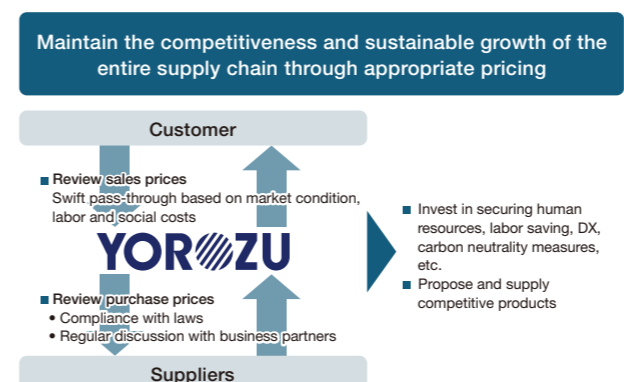 Maintain the competitiveness and sustainable growth of the
entire supply chain through appropriate pricing
Customer
■ Review sales prices
Swift pass-through based on market condition,
labor and social costs
YOROZU
■ Review purchase prices
• Compliance with laws
• Regular discussion with business partners
Suppliers
■ Invest in securing human
resources, labor saving, DX,
carbon neutrality measures,
etc.
■ Propose and supply
competitive products